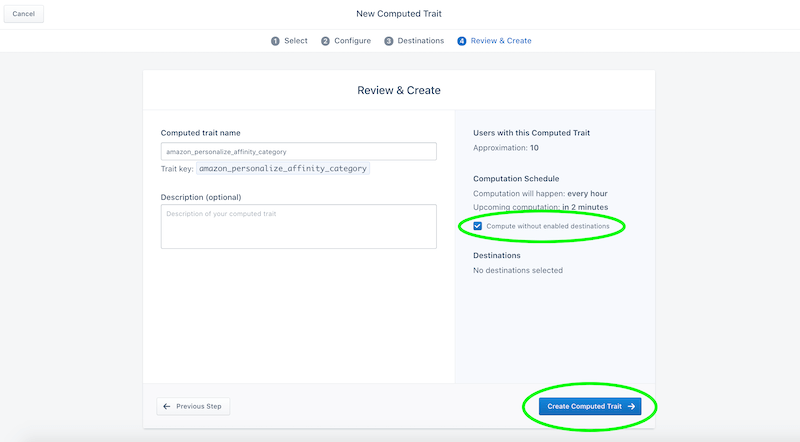 Cancel
New Computed Trait
1 Select 2 Configure 3 Destinations 4 Review & Create
Review & Create
Computed trait name
amazon_personalize_affinity_category
Trait key: amazon_personalize_affinity_category
Description (optional)
Description of your computed trait
Users with this Computed Trait
Approximation: 10
Computation Schedule
Computation will happen: every hour
Upcoming computation: in 2 minutes
Compute without enabled destinations
Destinations
No destinations selected
Previous Step
Create Computed Trait